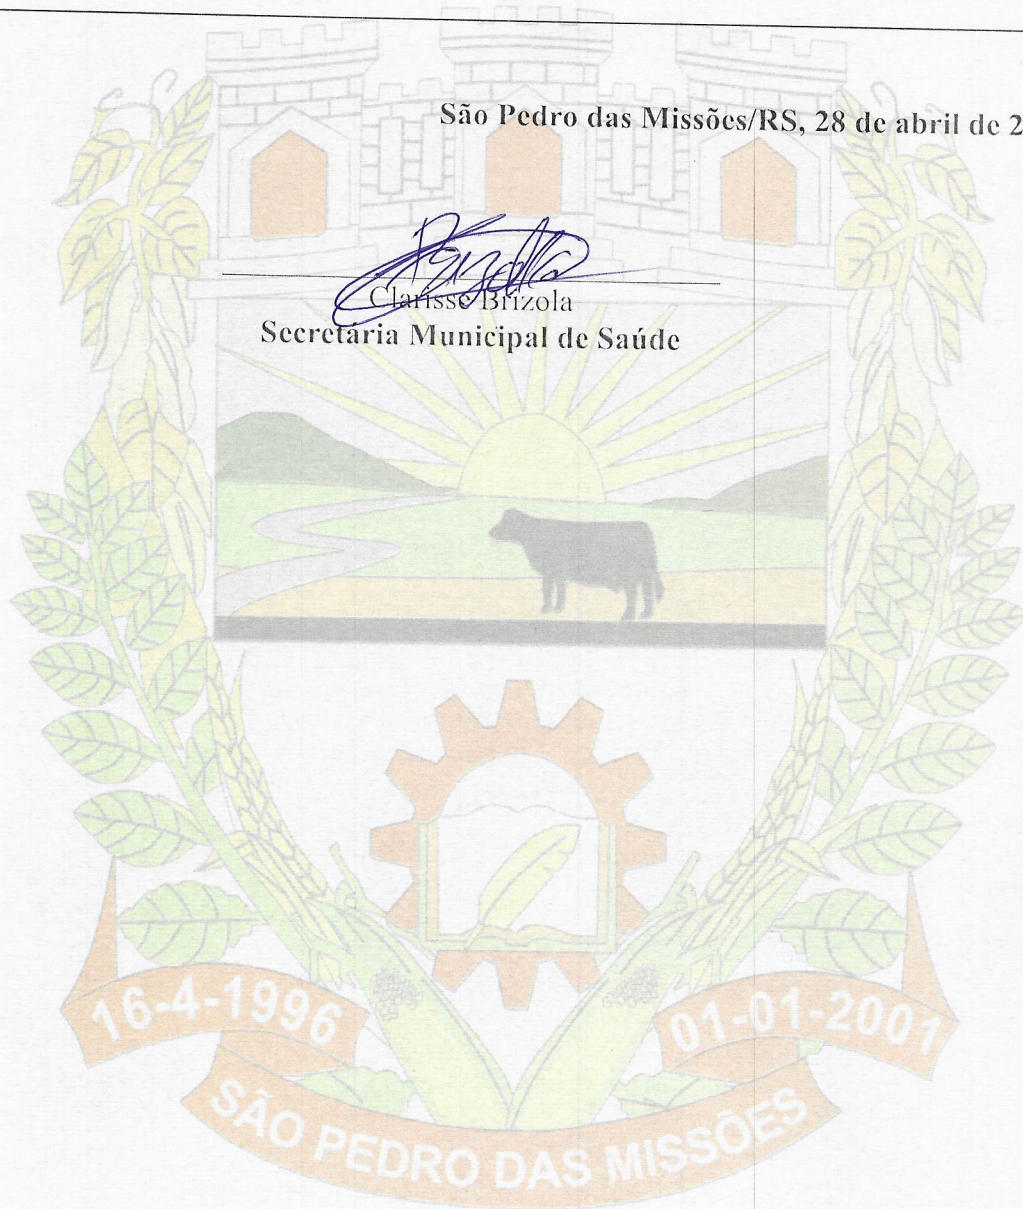 São Pedro das Missões/RS, 28 de abril de 2
Clarisse Brizola
Secretária Municipal de Saúde
16-4-1996
01-01-2001
SÃO PEDRO DAS MISSÕES